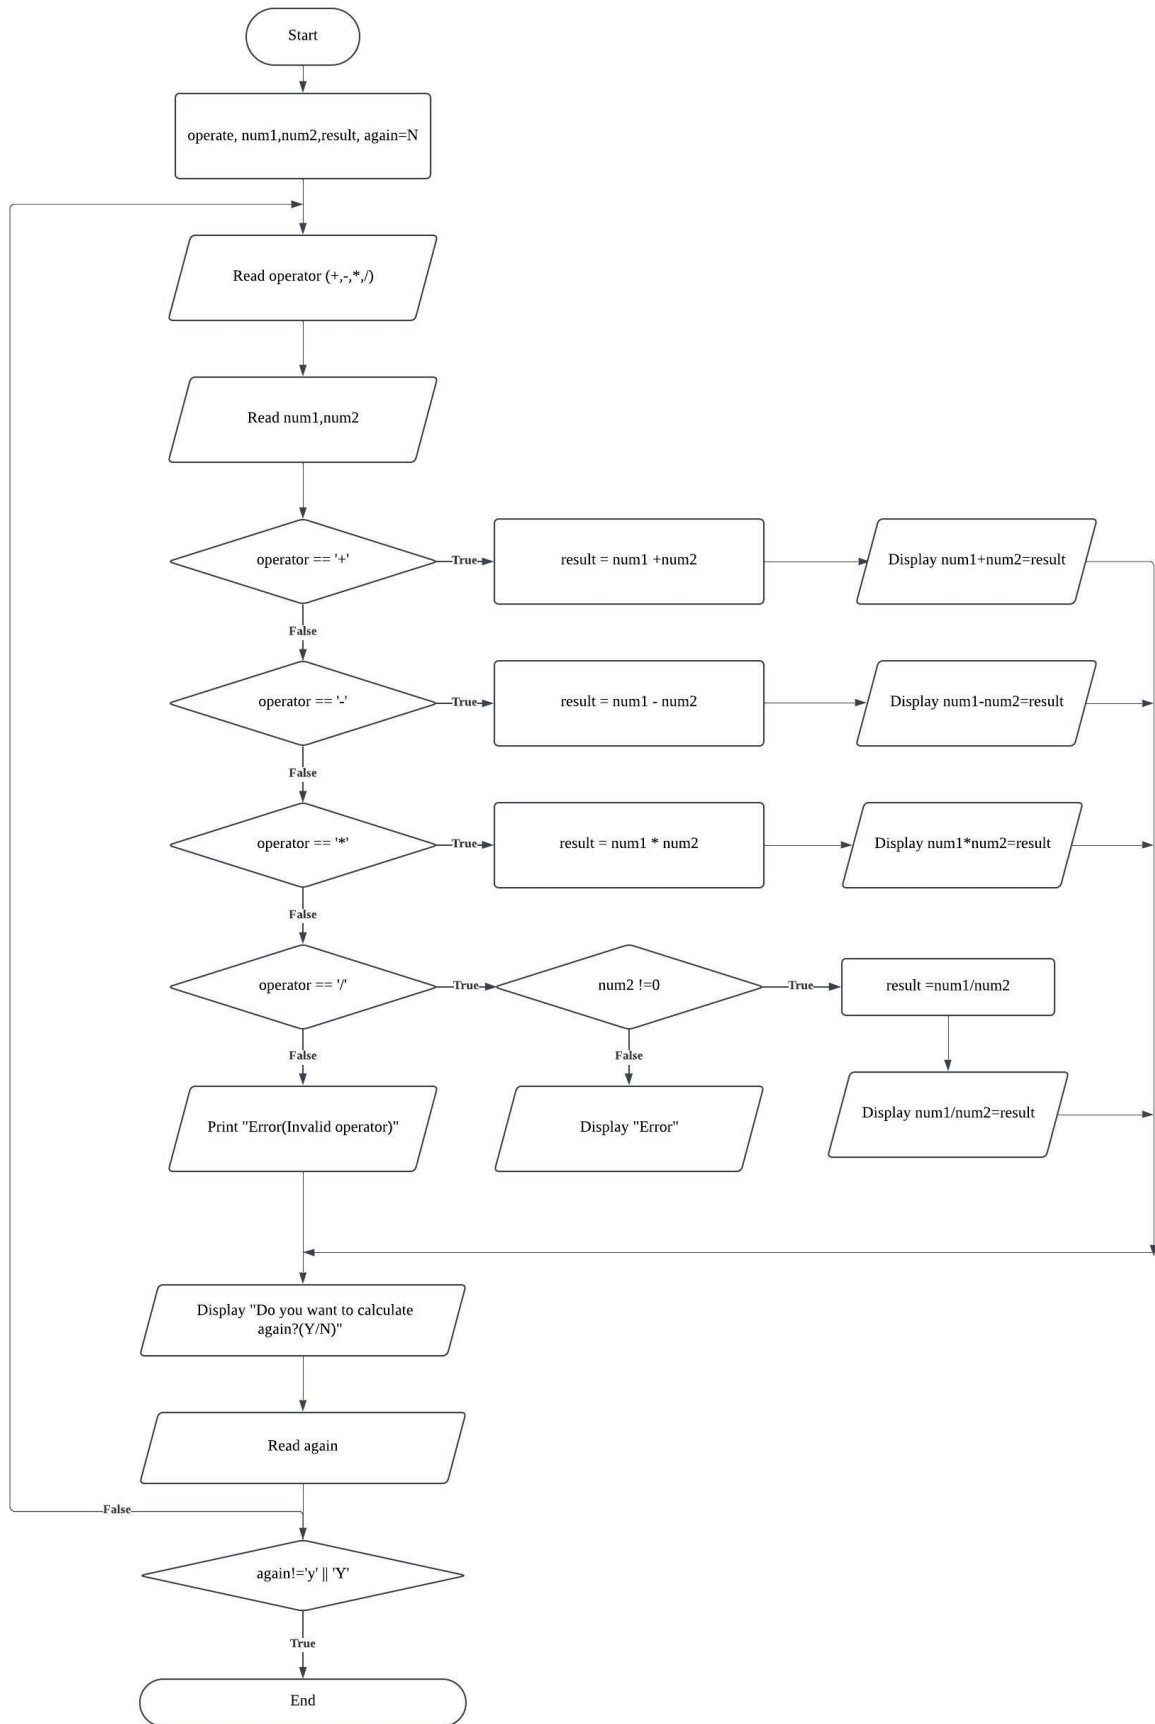 Start
operate, num1,num2,result, again=N
Read operator (+,-,*,/)
Read num1,num2
operator == '+'
True
result = num1 +num2
Display num1+num2=result
False
operator == '-'
True
result = num1 - num2
Display num1-num2=result
False
operator == '*'
True
result = num1 * num2
Display num1*num2=result
False
operator == '/'
True
num2 !=0
True
result =num1/num2
False
False
Print "Error(Invalid operator)"
Display "Error"
Display num1/num2=result
Display "Do you want to calculate
again?(Y/N)"
Read again
False
again!='y' || 'Y'
True
End